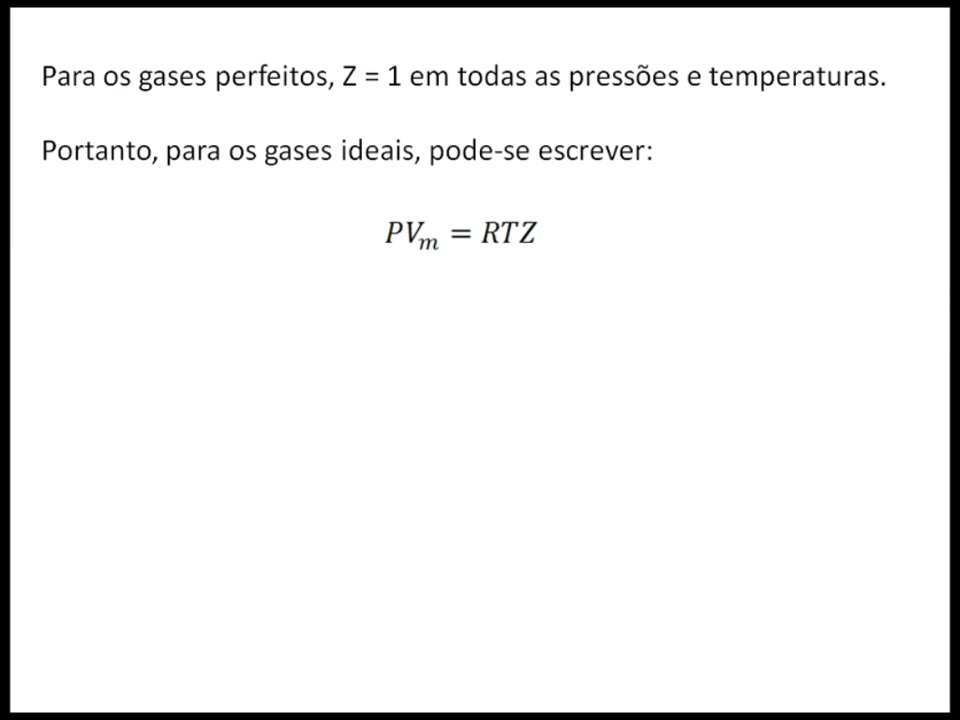 Para os gases perfeitos, Z = 1 em todas as pressões e temperaturas.
Portanto, para os gases ideais, pode-se escrever:
$PV_m = RTZ$